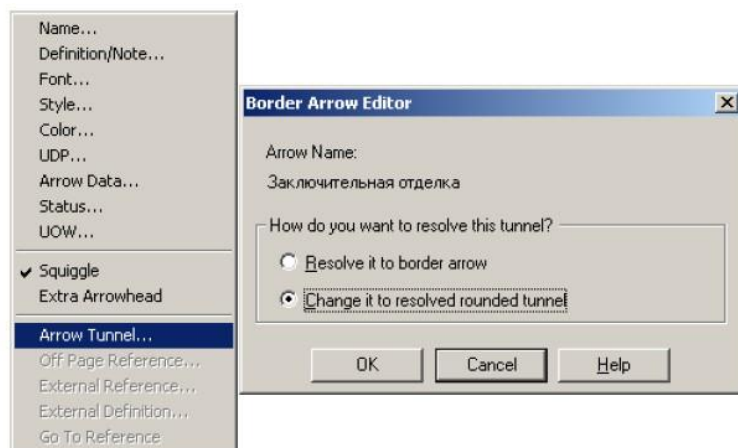 Name...
Definition/Note...
Font...
Style...
Color...
UDP...
Arrow Data...
Status...
UOW...
Squiggle
Extra Arrowhead
Arrow Tunnel...
Off Page Reference...
External Reference...
External Definition...
Go To Reference
Border Arrow Editor
Arrow Name:
Заключительная отделка
How do you want to resolve this tunnel?
Resolve it to border arrow
Change it to resolved rounded tunnel
OK Cancel Help